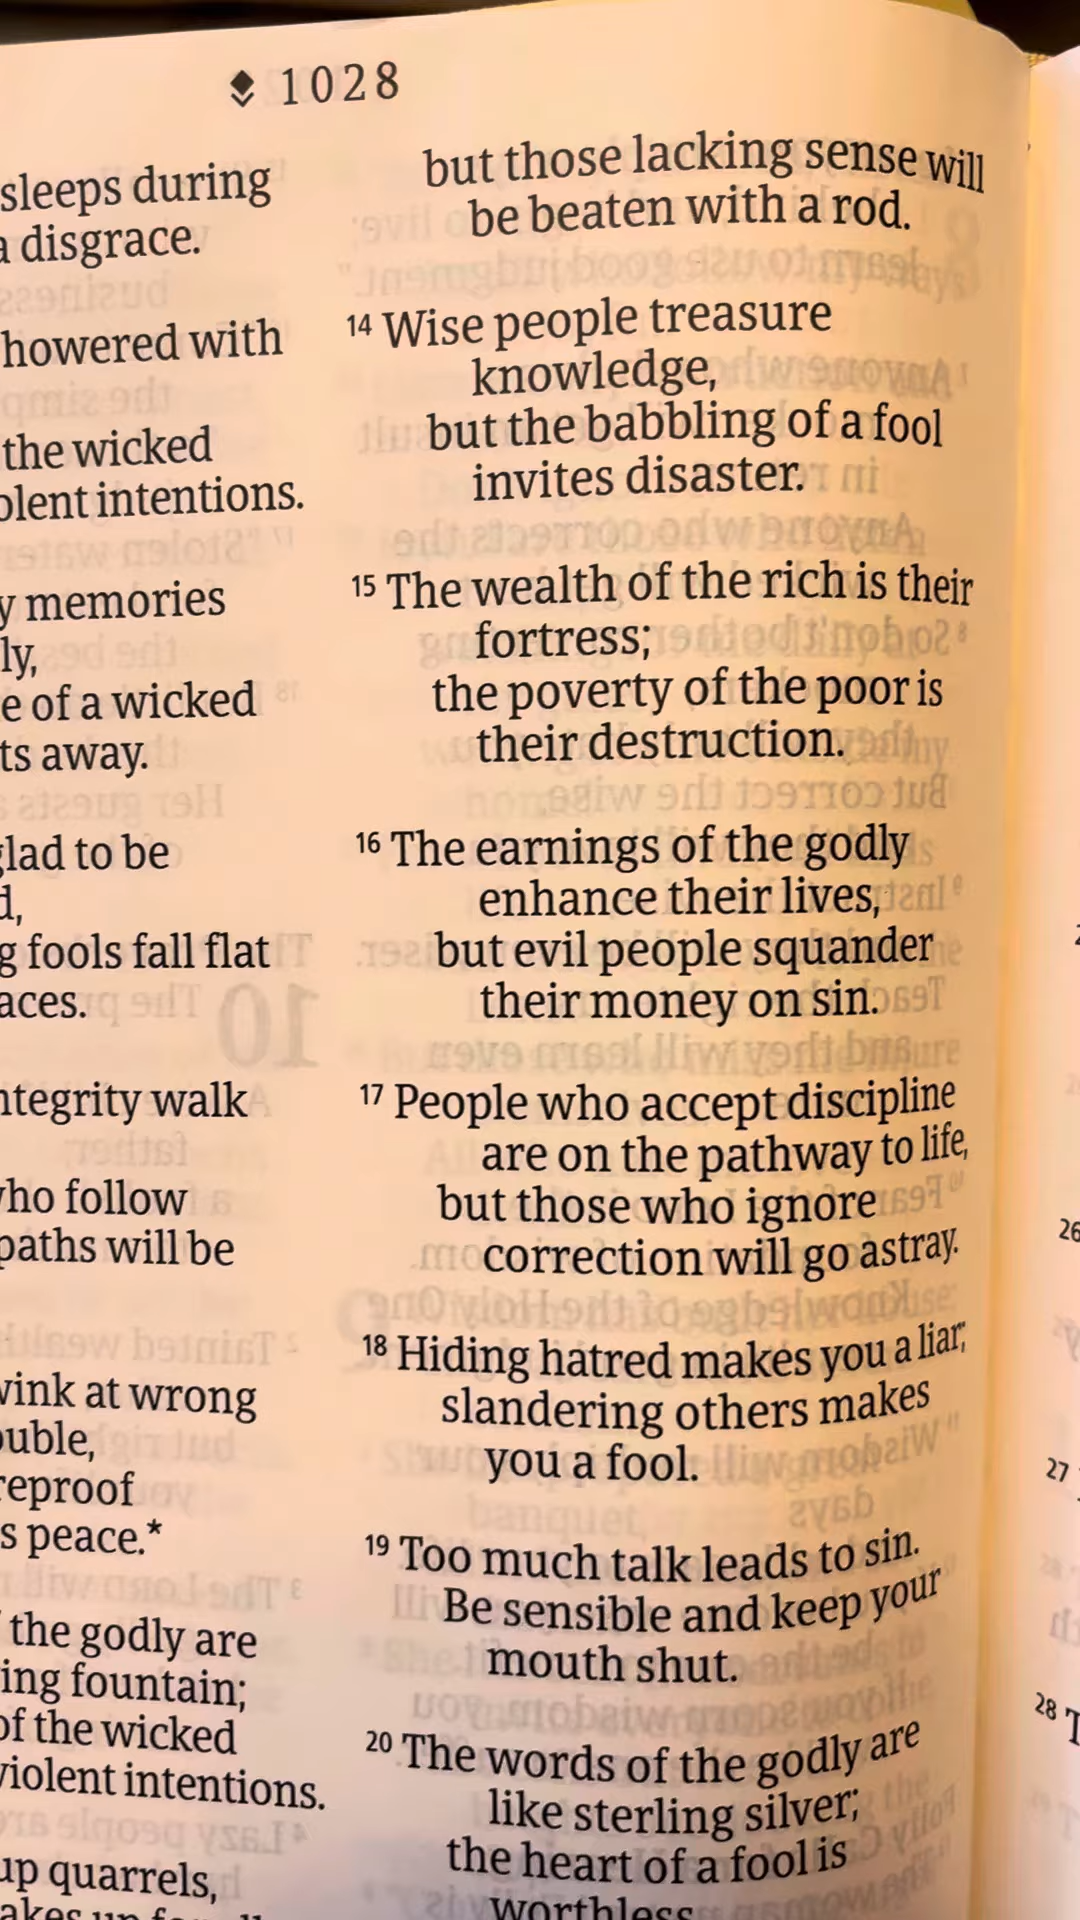 1028
sleeps during
a disgrace.
howered with
the wicked
olent intentions.
y memories
ly,
e of a wicked
ts away.
glad to be
d,
g fools fall flat
aces.
ntegrity walk
who follow
paths will be
wink at wrong
ouble,
reproof
s peace.*
the godly are
ing fountain;
of the wicked
violent intentions.
up quarrels,
but those lacking sense will
be beaten with a rod.
14 Wise people treasure
knowledge,
but the babbling of a fool
invites disaster.
15 The wealth of the rich is their
fortress;
the poverty of the poor is
their destruction.
16 The earnings of the godly
enhance their lives,
but evil people squander
their money on sin.
17 People who accept discipline
are on the pathway to life,
but those who ignore
correction will go astray.
18 Hiding hatred makes you a liar;
slandering others makes
you a fool.
19 Too much talk leads to sin.
Be sensible and keep your
mouth shut.
20 The words of the godly are
like sterling silver;
the heart of a fool is
worthless
26
27
28 T